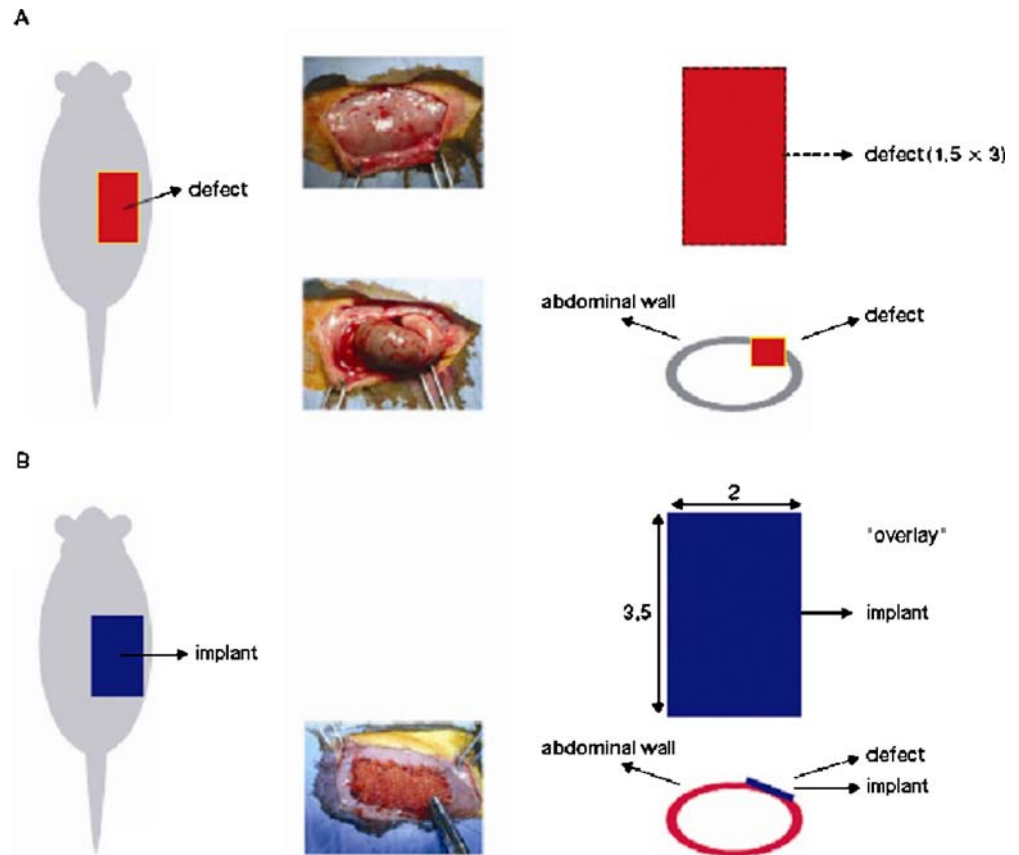 A
defect
defect (1,5 × 3)
abdominal wall
defect
B
2
"overlay"
3,5
implant
implant
abdominal wall
defect
implant